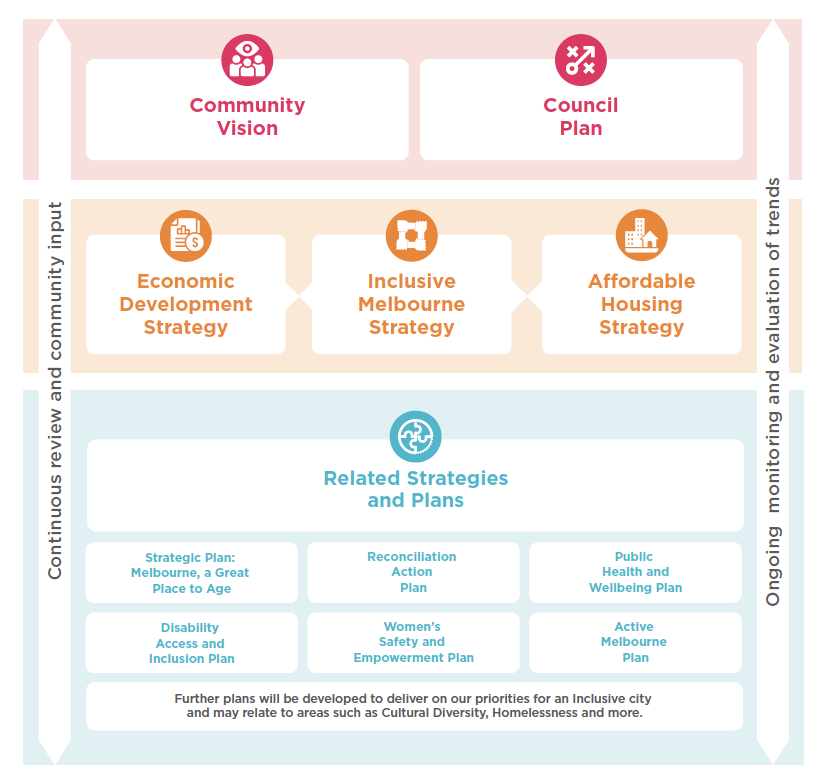 Community
Vision
Council
Plan
Continuous review and community input
Ongoing monitoring and evaluation of trends
Economic
Development
Strategy
Inclusive
Melbourne
Strategy
Affordable
Housing
Strategy
$
Related Strategies
and Plans
Strategic Plan:
Melbourne, a Great
Place to Age
Reconciliation
Action
Plan
Public
Health and
Wellbeing Plan
Disability
Access and
Inclusion Plan
Women's
Safety and
Empowerment Plan
Active
Melbourne
Plan
Further plans will be developed to deliver on our priorities for an Inclusive city
and may relate to areas such as Cultural Diversity, Homelessness and more.